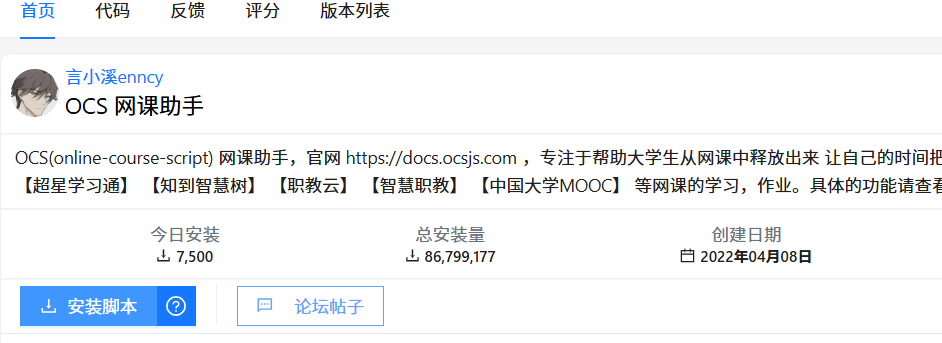 首页 代码 反馈 评分 版本列表
言小溪enncy
OCS 网课助手
OCS(online-course-script) 网课助手，官网 https://docs.ocsjs.com ，专注于帮助大学生从网课中释放出来 让自己的时间把
【超星学习通】 【知到智慧树】 【职教云】 【智慧职教】 【中国大学MOOC】 等网课的学习，作业。具体的功能请查看
今日安装 总安装量 创建日期
7,500 86,799,177 2022年04月08日
安装脚本 论坛帖子